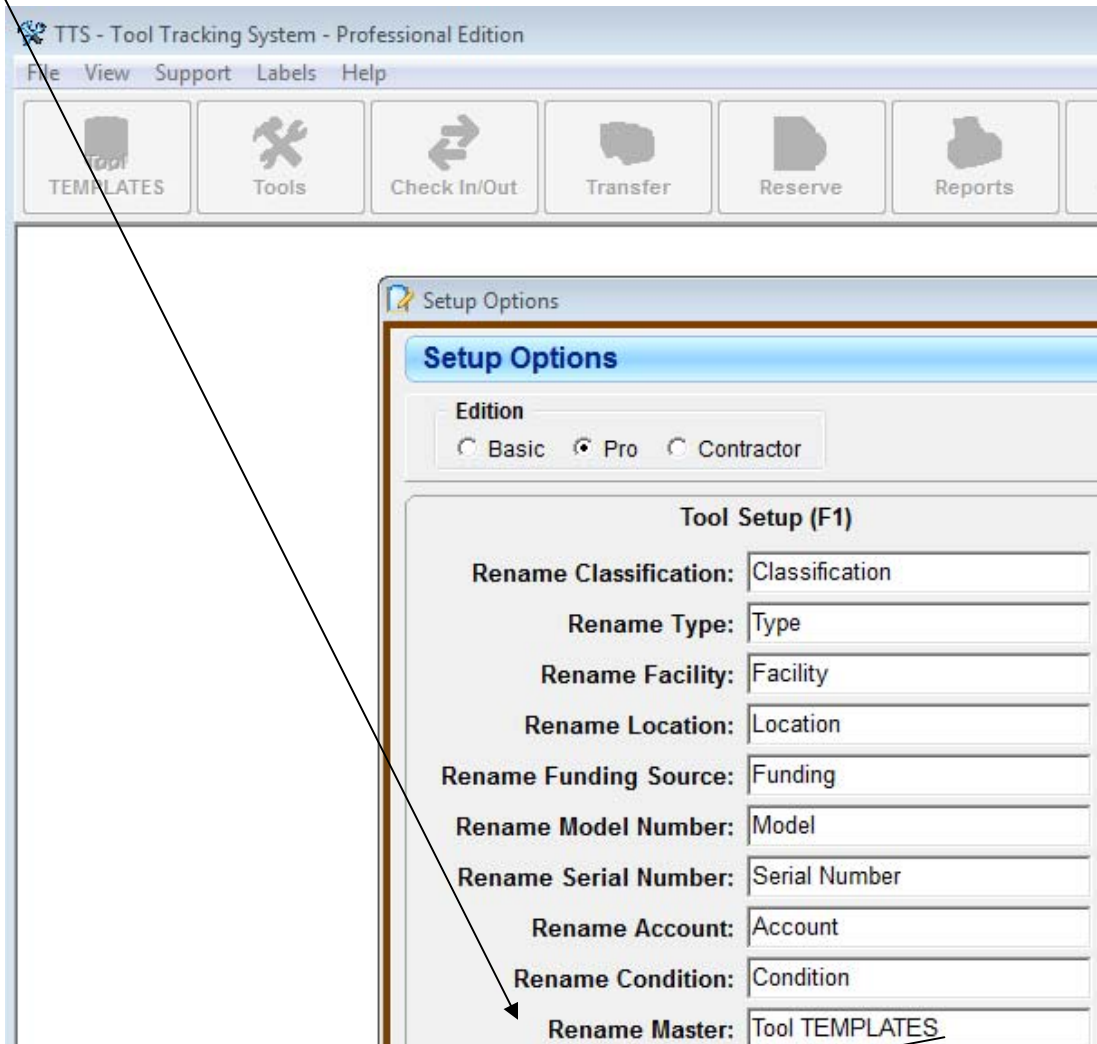 TTS - Tool Tracking System - Professional Edition
File View Support Labels Help
Tool
TEMPLATES Tools Check In/Out Transfer Reserve Reports
Setup Options
Setup Options
Edition
Basic Pro Contractor
Tool Setup (F1)
Rename Classification: Classification
Rename Type: Type
Rename Facility: Facility
Rename Location: Location
Rename Funding Source: Funding
Rename Model Number: Model
Rename Serial Number: Serial Number
Rename Account: Account
Rename Condition: Condition
Rename Master: Tool TEMPLATES